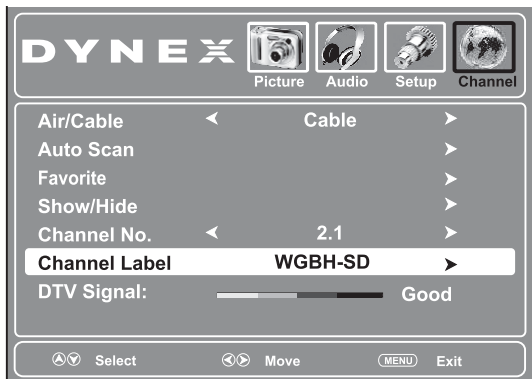 DYNEX
Picture Audio Setup Channel
Air/Cable Cable
Auto Scan
Favorite
Show/Hide
Channel No. 2.1
Channel Label WGBH-SD
DTV Signal: Good
Select Move MENU Exit